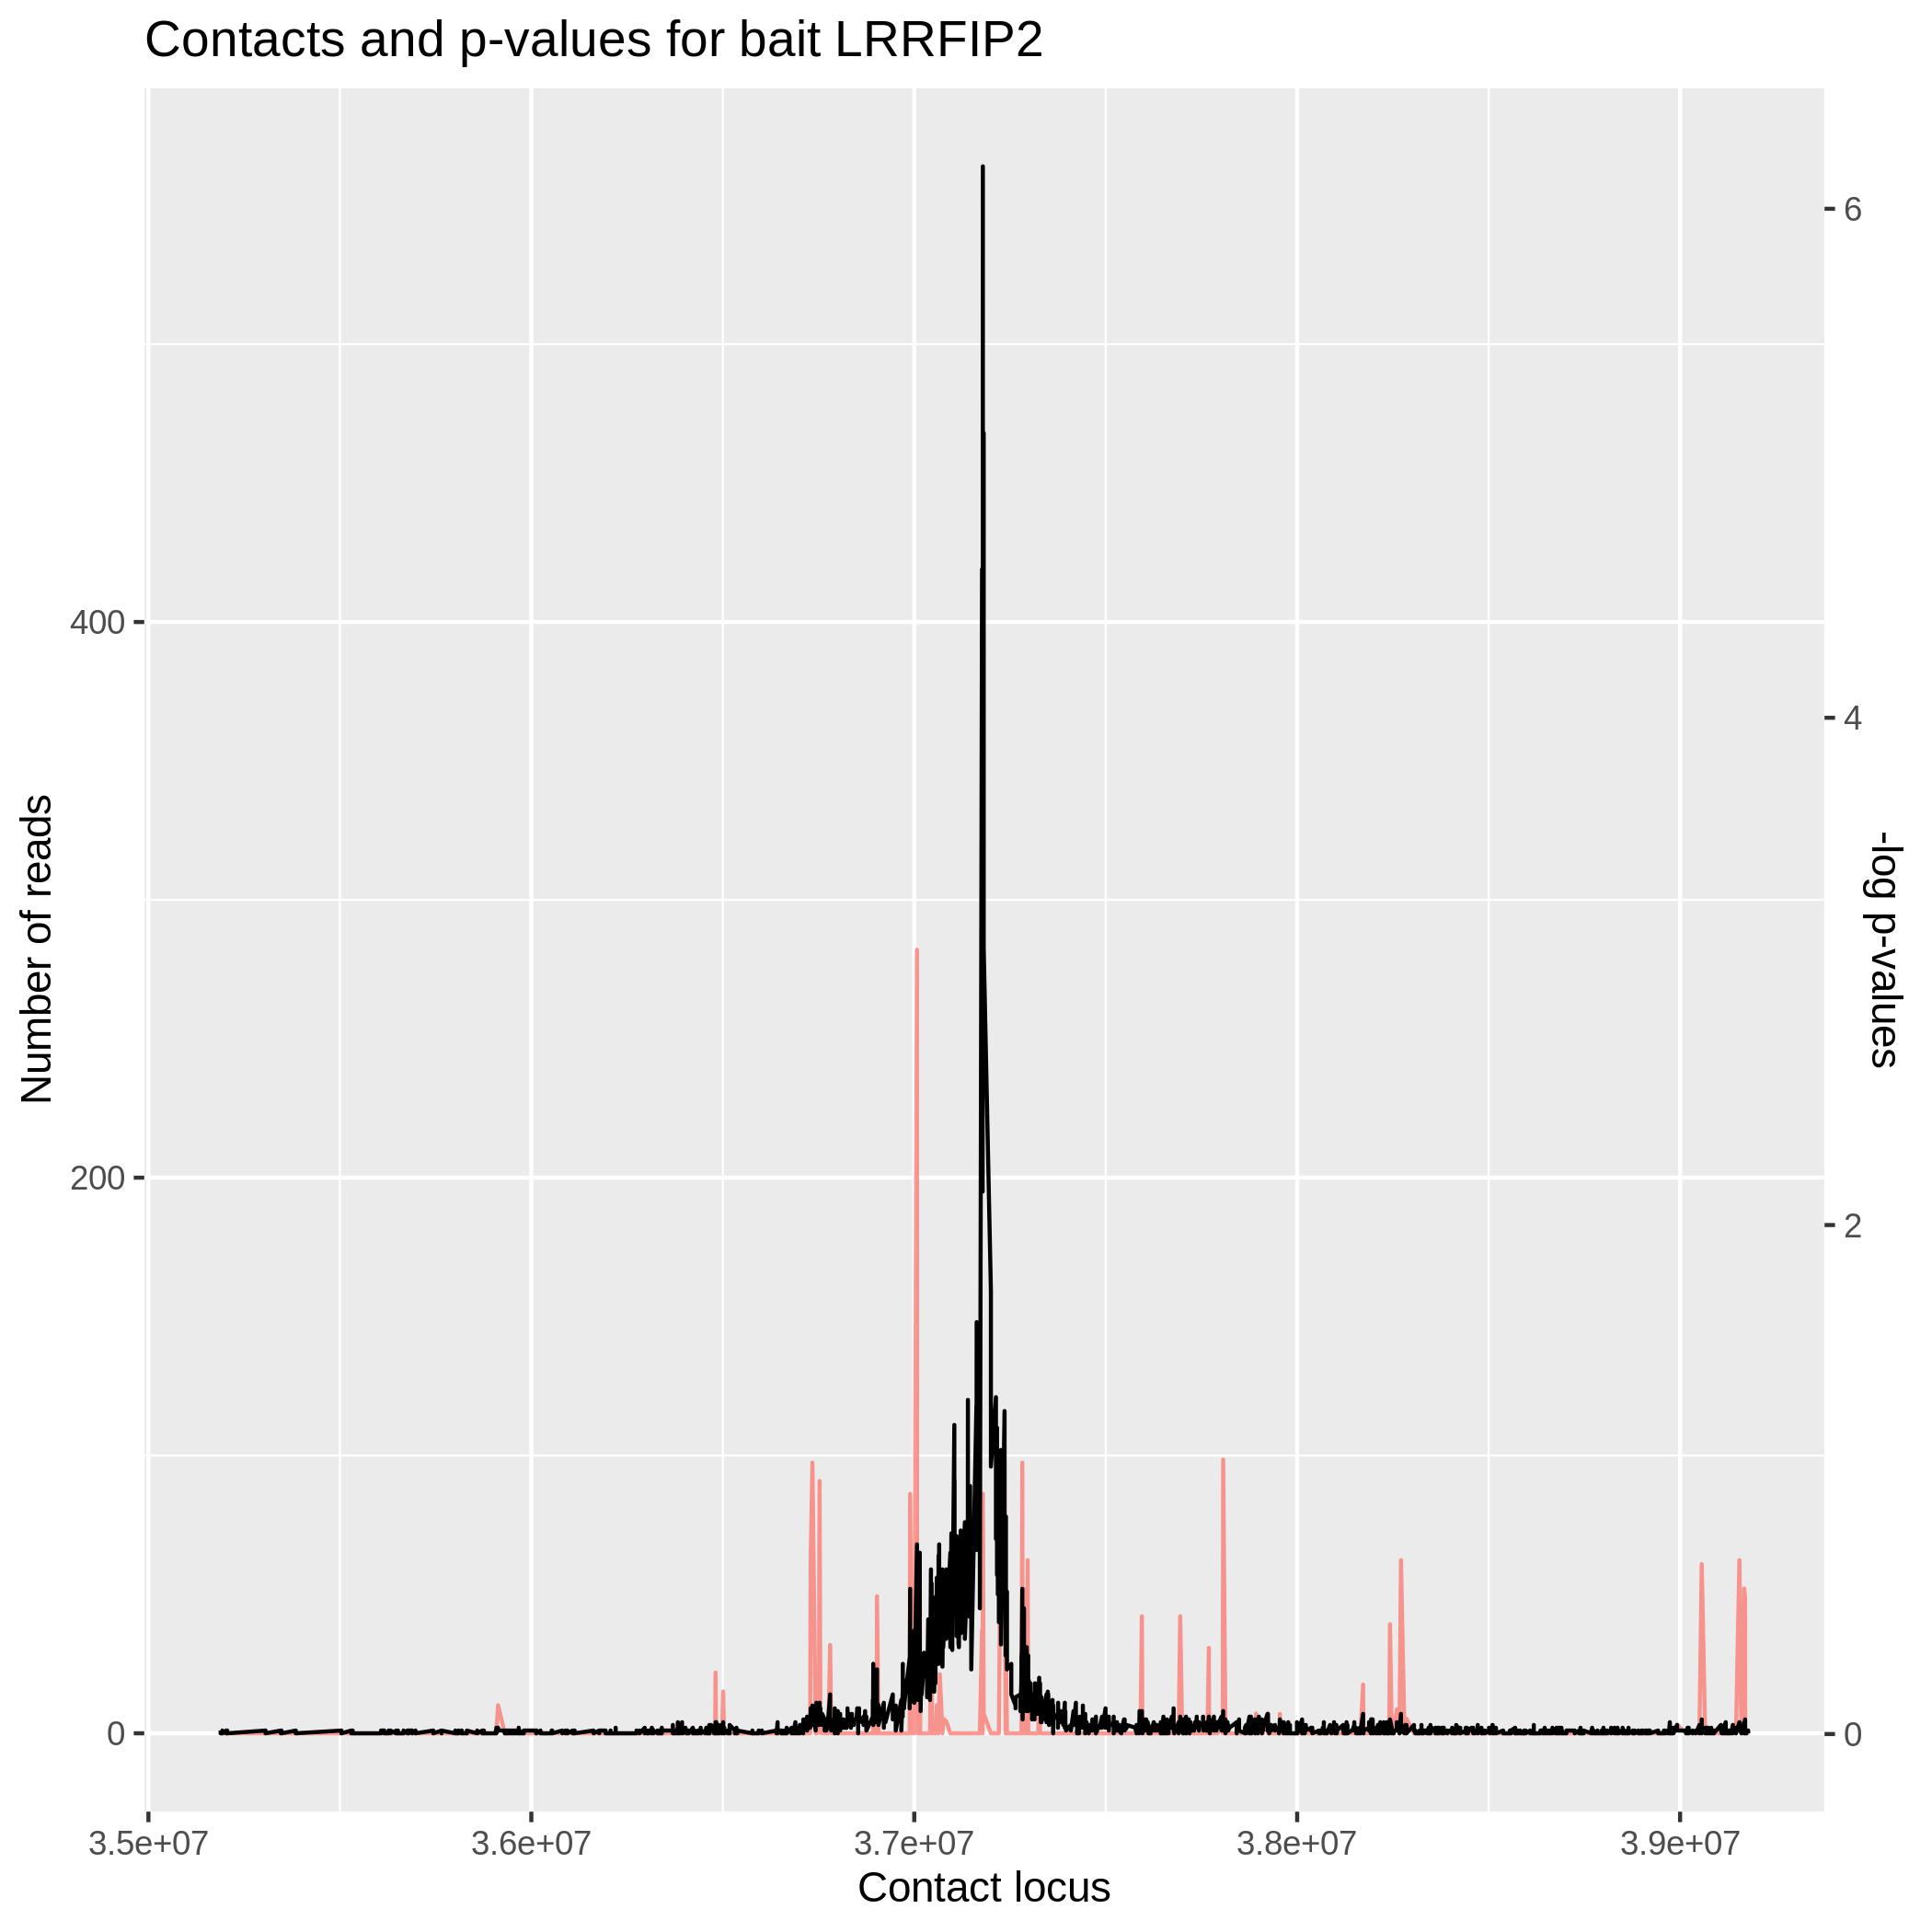 Contacts and p-values for bait LRRFIP2
Number of reads
400
200
0
6
4
2
0
-log p-values
3.5e+07
3.6e+07
3.7e+07
3.8e+07
3.9e+07
Contact locus